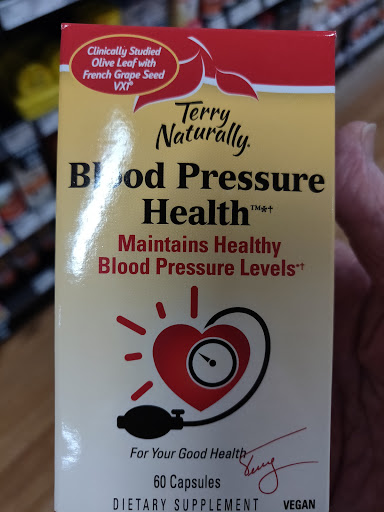 Clinically Studied
Olive Leaf with
French Grape Seed
VX1®
Terry
Naturally®
Blood Pressure
Health™*†
Maintains Healthy
Blood Pressure Levels*†
For Your Good Health
Terry
60 Capsules
DIETARY SUPPLEMENT VEGAN